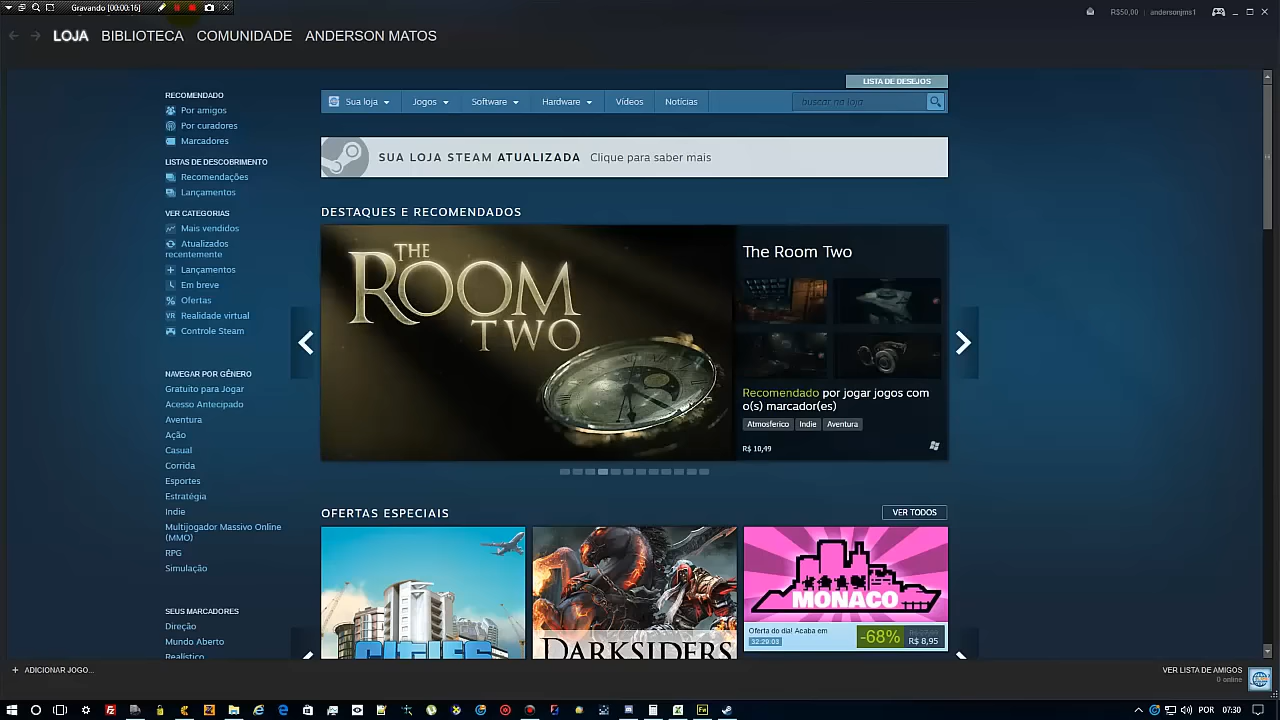 Gravando [00:00:16]
R$50,00 andersonjms1
LOJA BIBLIOTECA COMUNIDADE ANDERSON MATOS
LISTA DE DESEJOS
Sua loja Jogos Software Hardware Vídeos Notícias buscar na loja
RECOMENDADO
Por amigos
Por curadores
Marcadores
LISTAS DE DESCOBRIMENTO
Recomendações
Lançamentos
VER CATEGORIAS
Mais vendidos
Atualizados
recentemente
Lançamentos
Em breve
Ofertas
VR Realidade virtual
Controle Steam
NAVEGAR POR GÊNERO
Gratuito para Jogar
Acesso Antecipado
Aventura
Ação
Casual
Corrida
Esportes
Estratégia
Indie
Multijogador Massivo Online
(MMO)
RPG
Simulação
SEUS MARCADORES
Direção
Mundo Aberto
Realístico
SUA LOJA STEAM ATUALIZADA Clique para saber mais
DESTAQUES E RECOMENDADOS
THE
ROOM
TWO
The Room Two
Recomendado por jogar jogos com
o(s) marcador(es)
Atmosferico Indie Aventura
R$ 10,49
OFERTAS ESPECIAIS VER TODOS
CITIES
DARKSIDERS
MONACO
Oferta do dia! Acaba em
-68%
R$ 8,95
+ ADICIONAR JOGO...
VER LISTA DE AMIGOS
0 online
POR 07:30